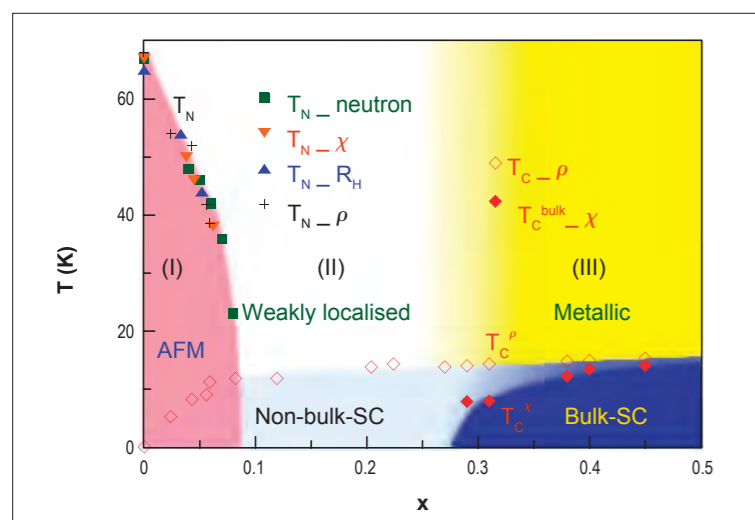 T_N
T_N _ neutron
T_N _ χ
T_N _ R_H
T_N _ ρ
T_C _ ρ
T_C^bulk _ χ
(I)
(II)
(III)
Weakly localised
Metallic
AFM
T_C^ρ
Non-bulk-SC
T_C^x
Bulk-SC
T (K)
60
40
20
0
0
0.1
0.2
0.3
0.4
0.5
x